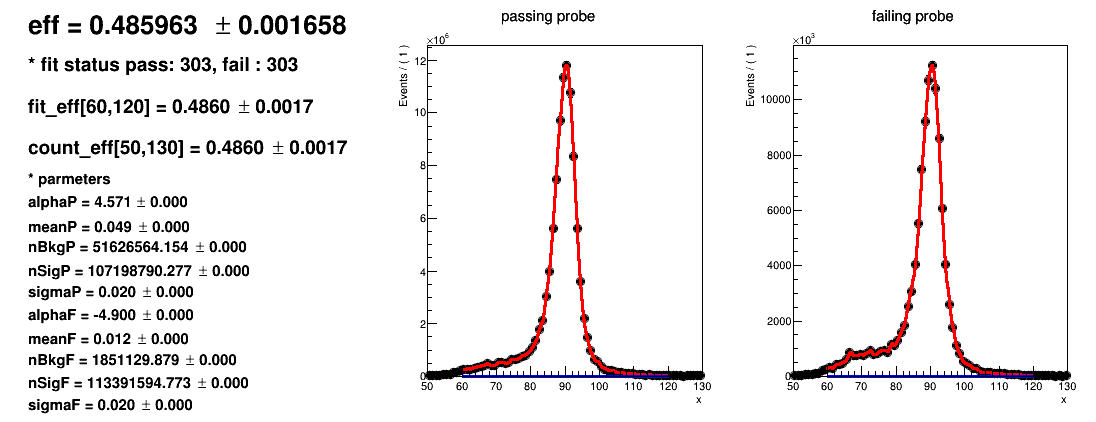 eff = 0.485963 ± 0.001658
* fit status pass: 303, fail : 303
fit_eff[60,120] = 0.4860 ± 0.0017
count_eff[50,130] = 0.4860 ± 0.0017
* parmeters
alphaP = 4.571 ± 0.000
meanP = 0.049 ± 0.000
nBkgP = 51626564.154 ± 0.000
nSigP = 107198790.277 ± 0.000
sigmaP = 0.020 ± 0.000
alphaF = -4.900 ± 0.000
meanF = 0.012 ± 0.000
nBkgF = 1851129.879 ± 0.000
nSigF = 113391594.773 ± 0.000
sigmaF = 0.020 ± 0.000
passing probe
×10⁶
Events / ( 1 )
12
10
8
6
4
2
0
50 60 70 80 90 100 110 120 130
x
failing probe
×10³
Events / ( 1 )
10000
8000
6000
4000
2000
0
50 60 70 80 90 100 110 120 130
x